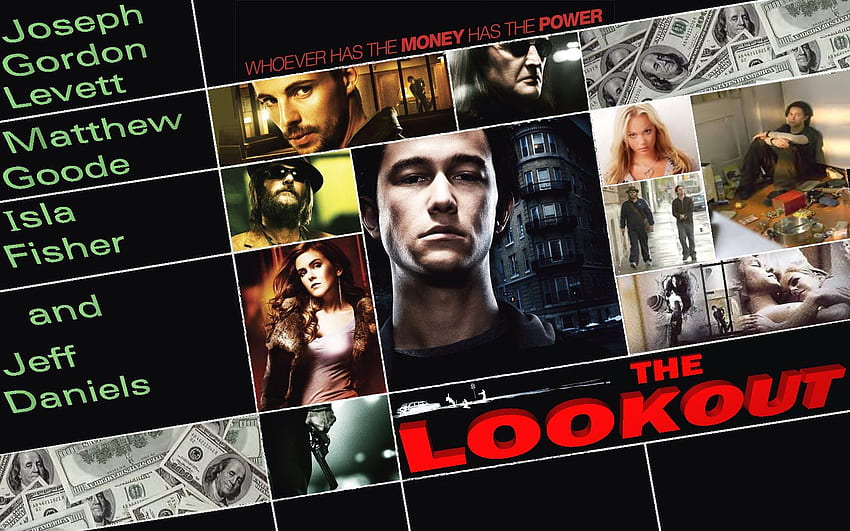 Joseph
Gordon
Levett
Matthew
Goode
Isla
Fisher
and
Jeff
Daniels
WHOEVER HAS THE MONEY HAS THE POWER
THE
LOOKOUT